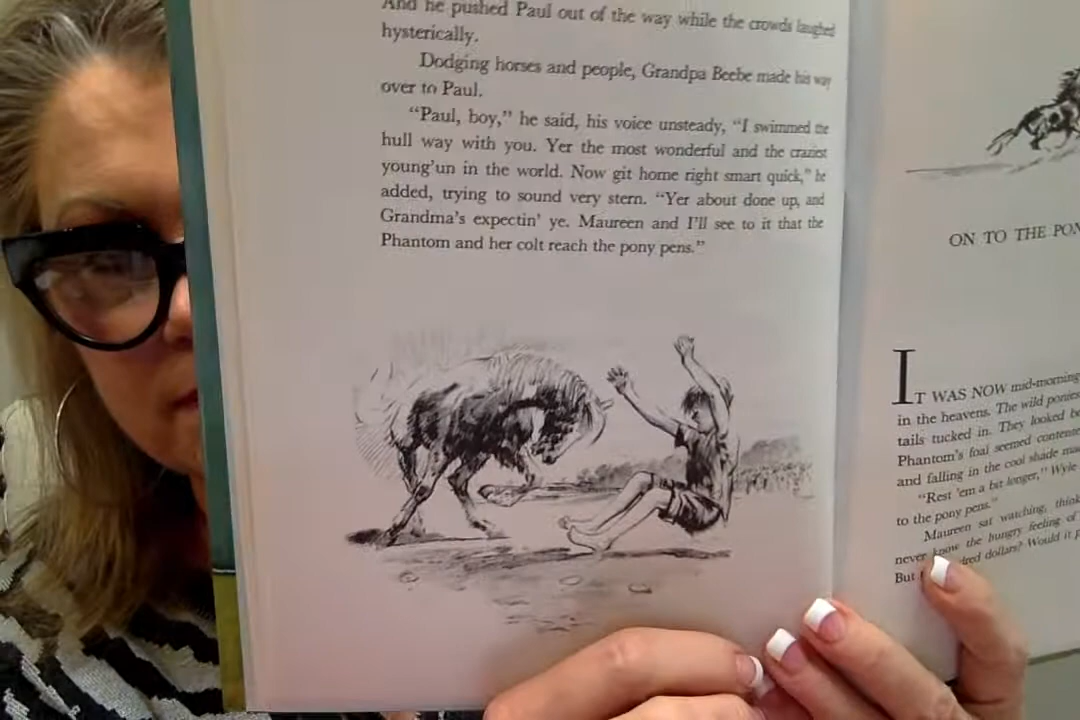 And he pushed Paul out of the way while the crowds laughed
hysterically.
Dodging horses and people, Grandpa Beebe made his way
over to Paul.
"Paul, boy," he said, his voice unsteady, "I swimmed the
hull way with you. Yer the most wonderful and the craziest
young'un in the world. Now git home right smart quick," he
added, trying to sound very stern. "Yer about done up, and
Grandma's expectin' ye. Maureen and I'll see to it that the
Phantom and her colt reach the pony pens."
ON TO THE PON
IT WAS NOW mid-morning
in the heavens. The wild ponies
tails tucked in. They looked
Phantom's foal seemed
and falling in the cool shade
"Rest 'em a bit longer," Wyle
to the pony pens."
Maureen sat watching,
never know the hungry feeling of
dollars? Would it
But